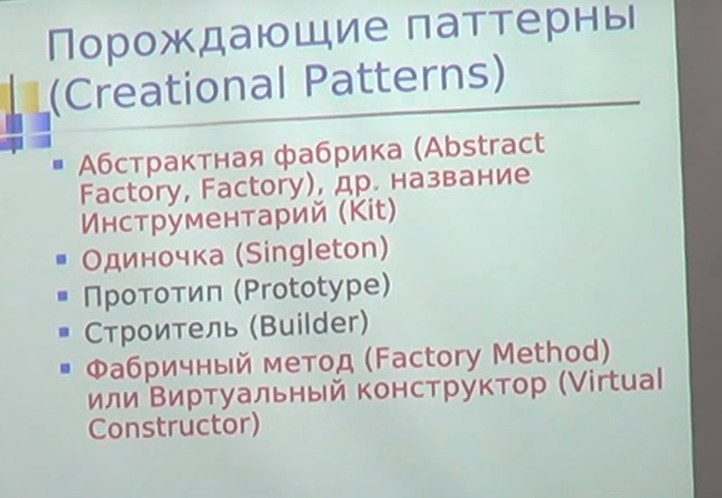 Порождающие паттерны
(Creational Patterns)
Абстрактная фабрика (Abstract
Factory, Factory), др. название
Инструментарий (Kit)
Одиночка (Singleton)
Прототип (Prototype)
Строитель (Builder)
Фабричный метод (Factory Method)
или Виртуальный конструктор (Virtual
Constructor)